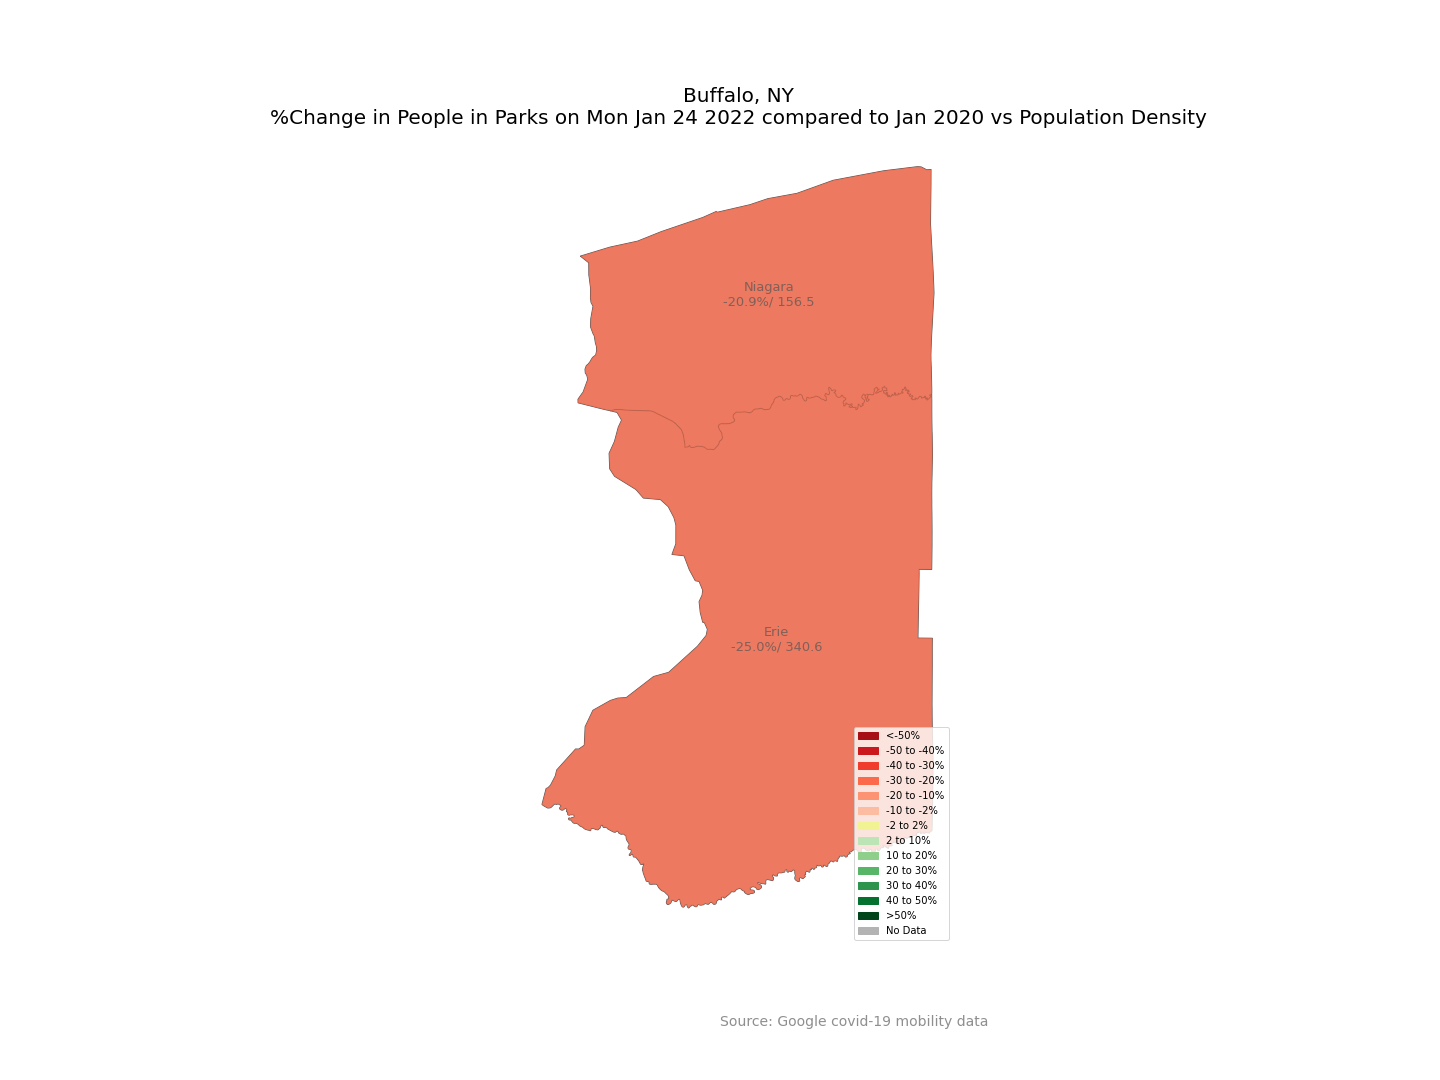 Buffalo, NY
%Change in People in Parks on Mon Jan 24 2022 compared to Jan 2020 vs Population Density
Niagara
-20.9%/ 156.5
Erie
-25.0%/ 340.6
<-50%
-50 to -40%
-40 to -30%
-30 to -20%
-20 to -10%
-10 to -2%
-2 to 2%
2 to 10%
10 to 20%
20 to 30%
30 to 40%
40 to 50%
>50%
No Data
Source: Google covid-19 mobility data